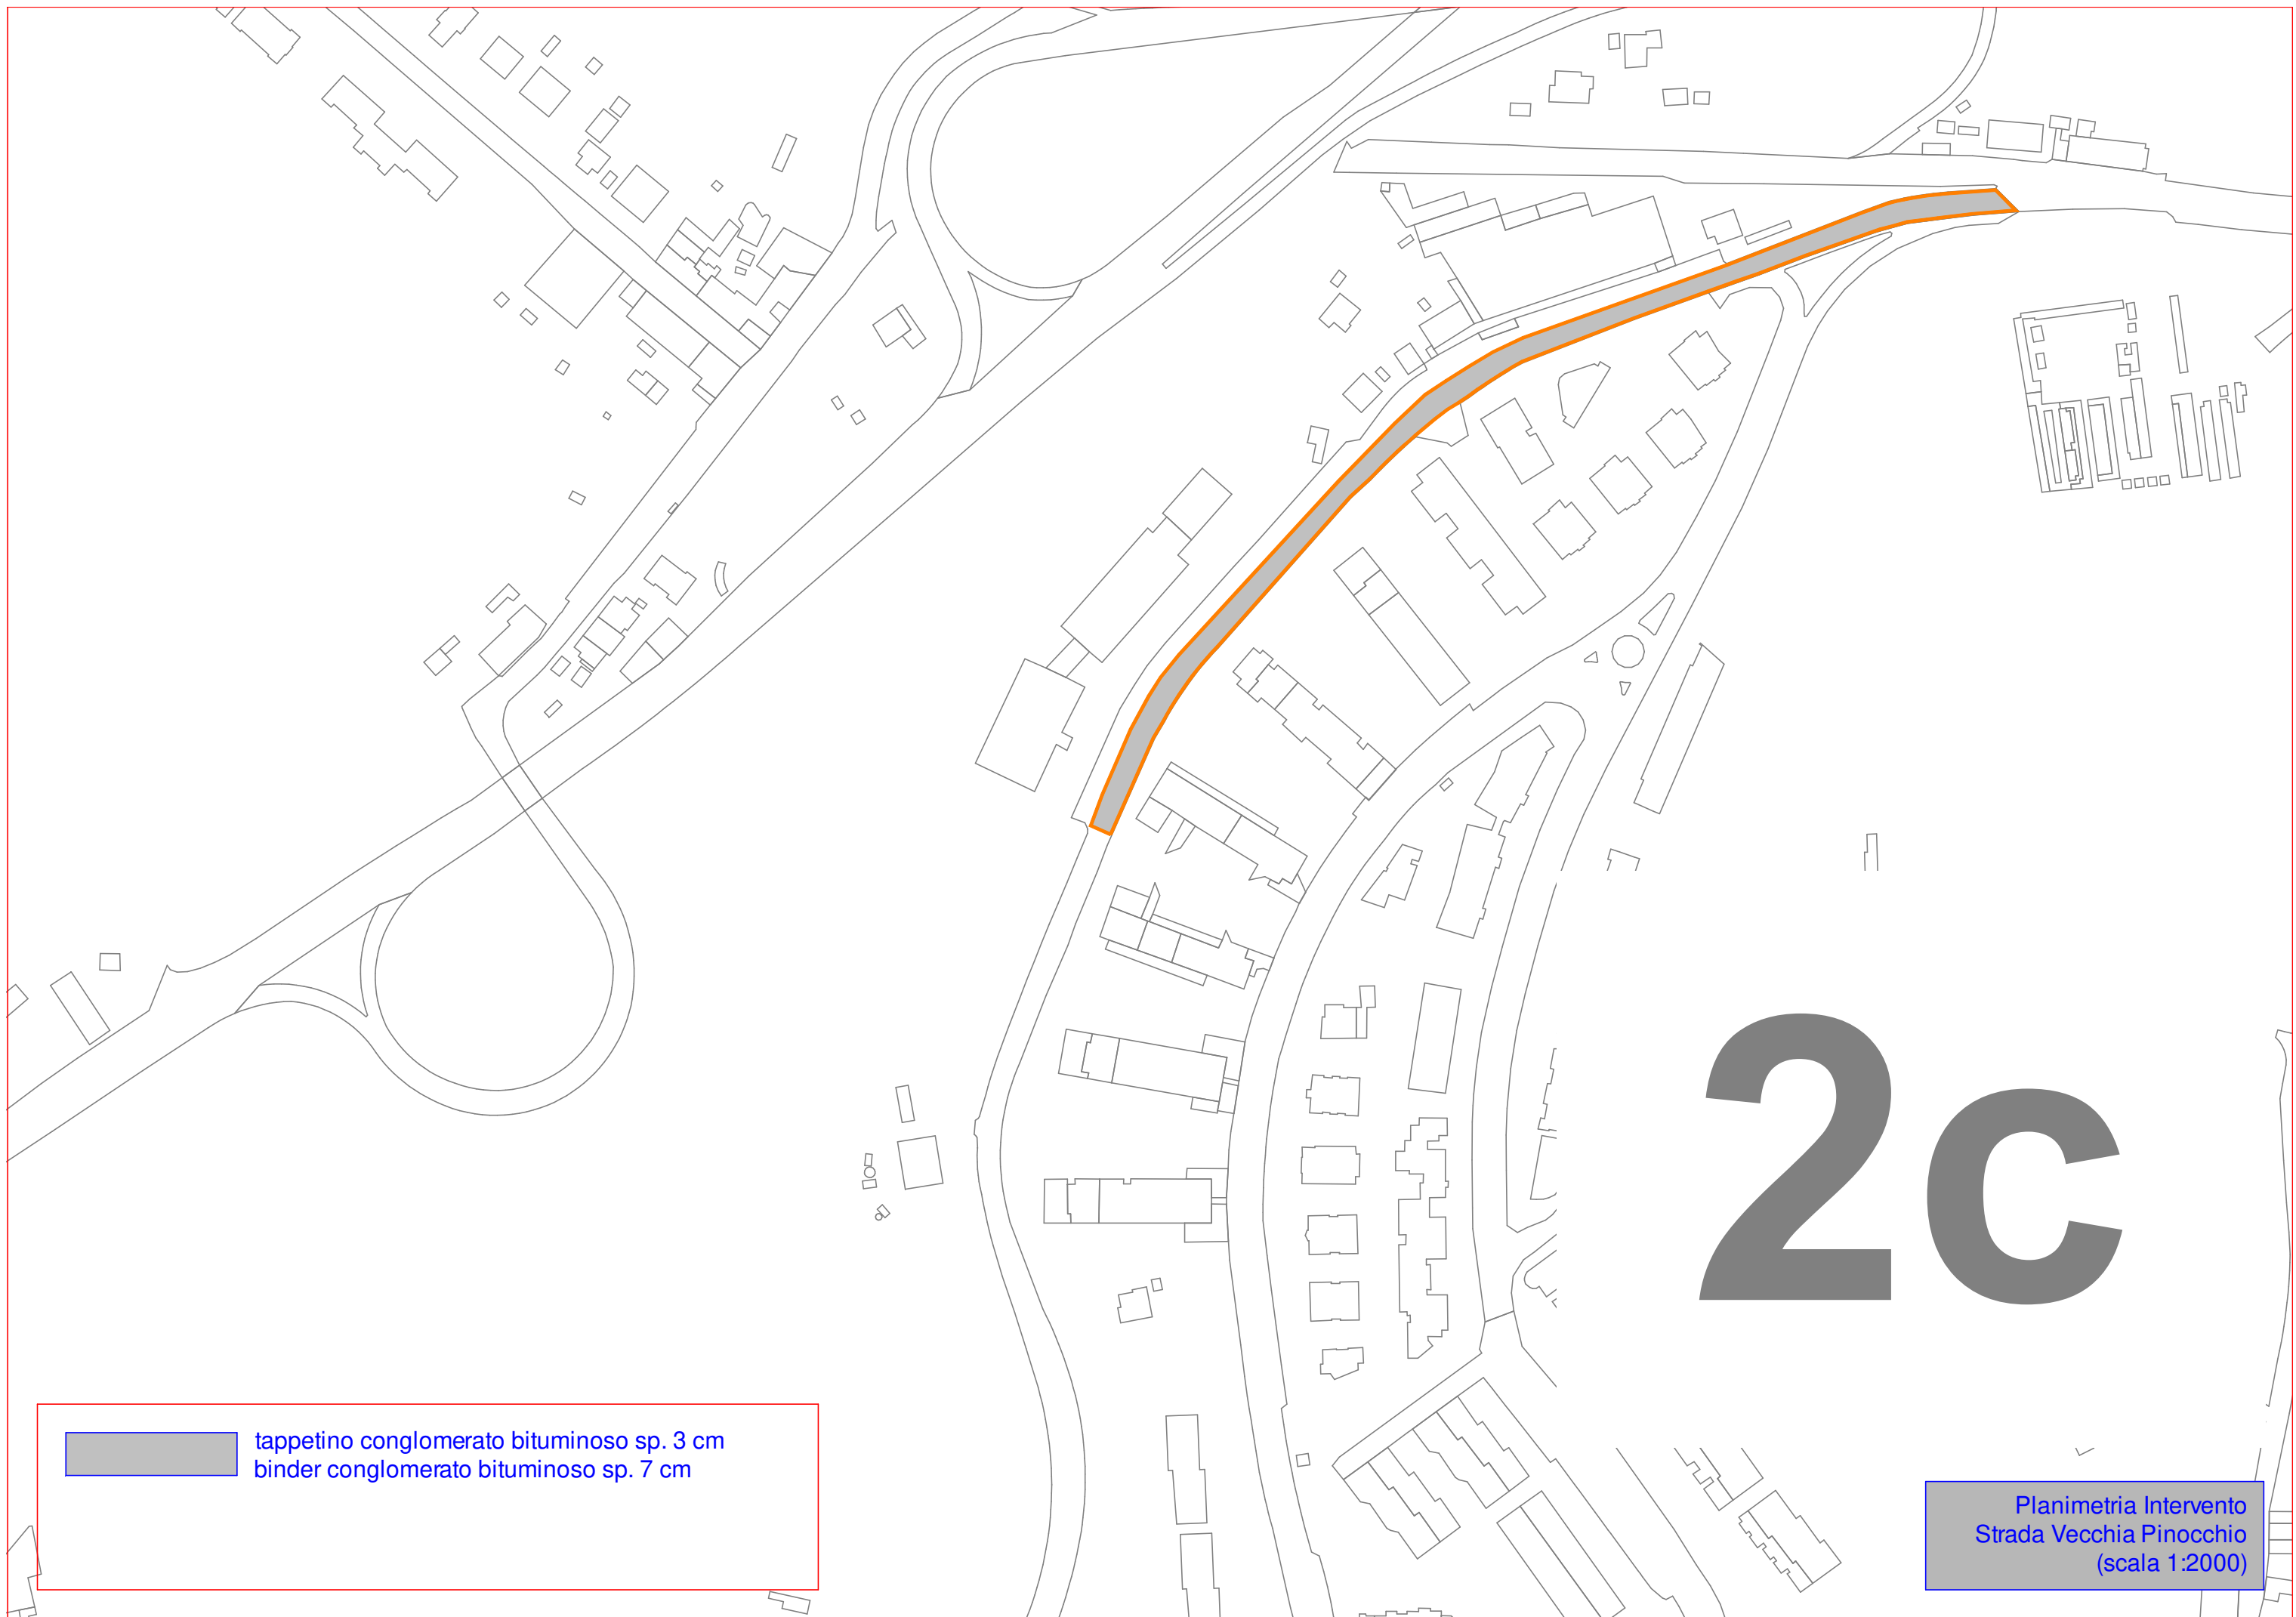 2c
tappetino conglomerato bituminoso sp. 3 cm
binder conglomerato bituminoso sp. 7 cm
Planimetria Intervento
Strada Vecchia Pinocchio
(scala 1:2000)